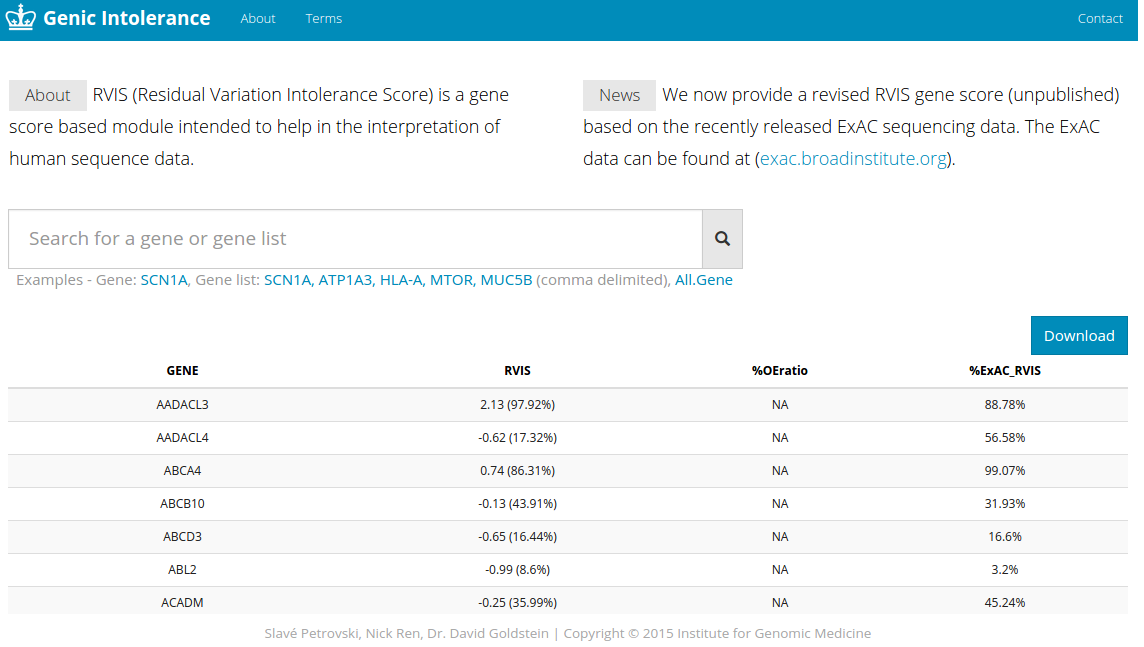 Genic Intolerance About Terms Contact
About RVIS (Residual Variation Intolerance Score) is a gene
score based module intended to help in the interpretation of
human sequence data.
News We now provide a revised RVIS gene score (unpublished)
based on the recently released ExAC sequencing data. The ExAC
data can be found at (exac.broadinstitute.org).
Search for a gene or gene list
Examples - Gene: SCN1A, Gene list: SCN1A, ATP1A3, HLA-A, MTOR, MUC5B (comma delimited), All.Gene
Download
GENE RVIS %OEratio %ExAC_RVIS
AADACL3 2.13 (97.92%) NA 88.78%
AADACL4 -0.62 (17.32%) NA 56.58%
ABCA4 0.74 (86.31%) NA 99.07%
ABCB10 -0.13 (43.91%) NA 31.93%
ABCD3 -0.65 (16.44%) NA 16.6%
ABL2 -0.99 (8.6%) NA 3.2%
ACADM -0.25 (35.99%) NA 45.24%
Slavé Petrovski, Nick Ren, Dr. David Goldstein | Copyright © 2015 Institute for Genomic Medicine